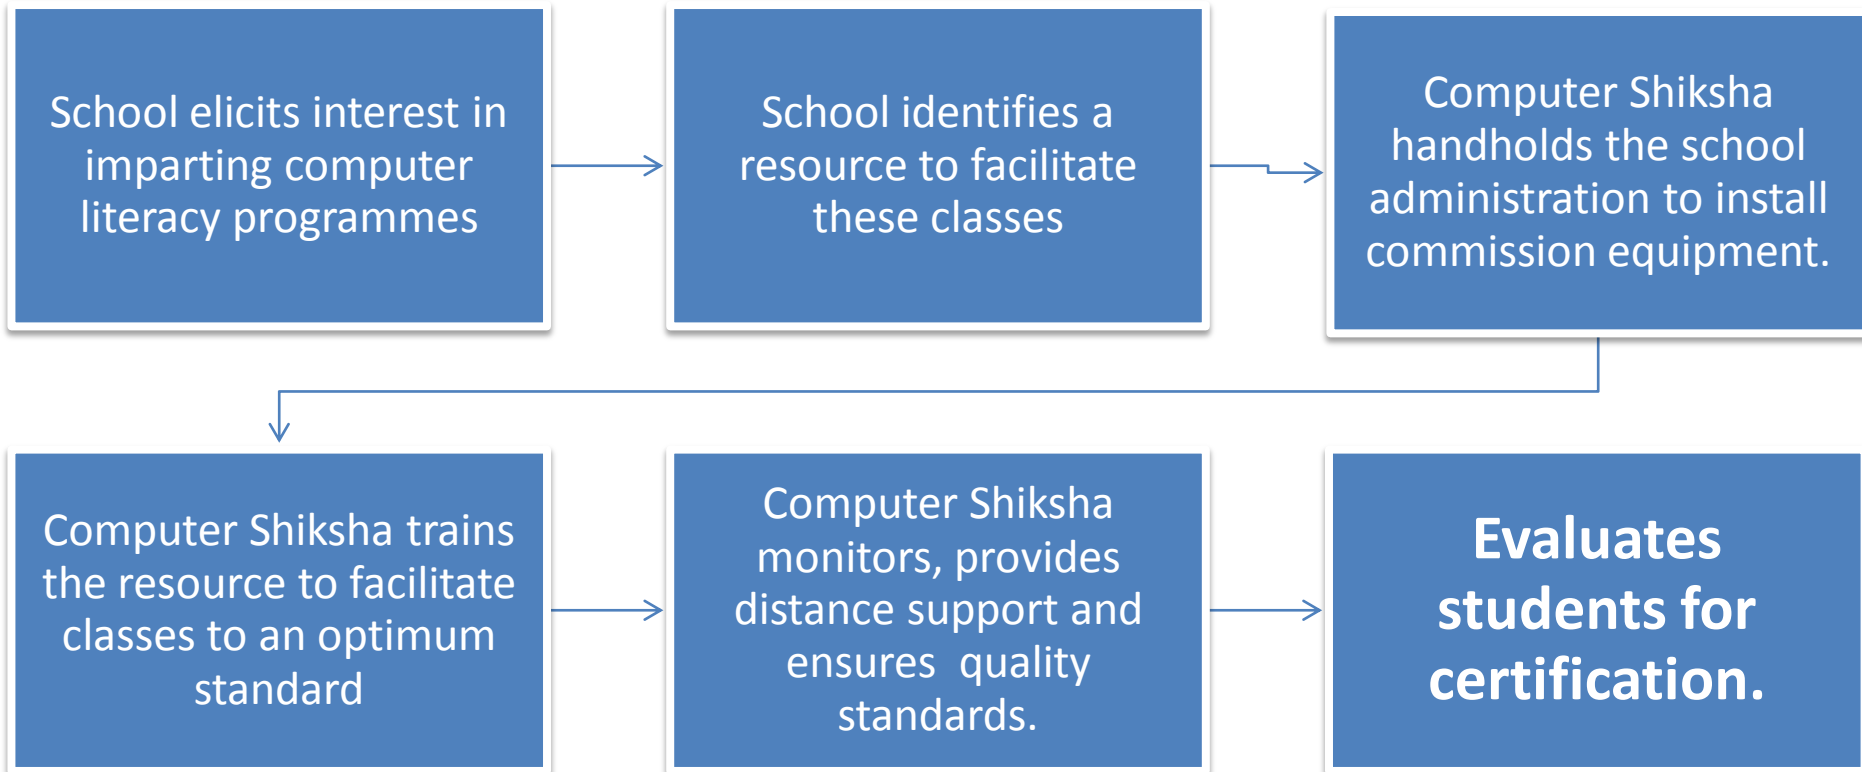 School elicits interest in
imparting computer
literacy programmes
School identifies a
resource to facilitate
these classes
Computer Shiksha
handholds the school
administration to install
commission equipment.
Computer Shiksha trains
the resource to facilitate
classes to an optimum
standard
Computer Shiksha
monitors, provides
distance support and
ensures  quality
standards.
Evaluates
students for
certification.